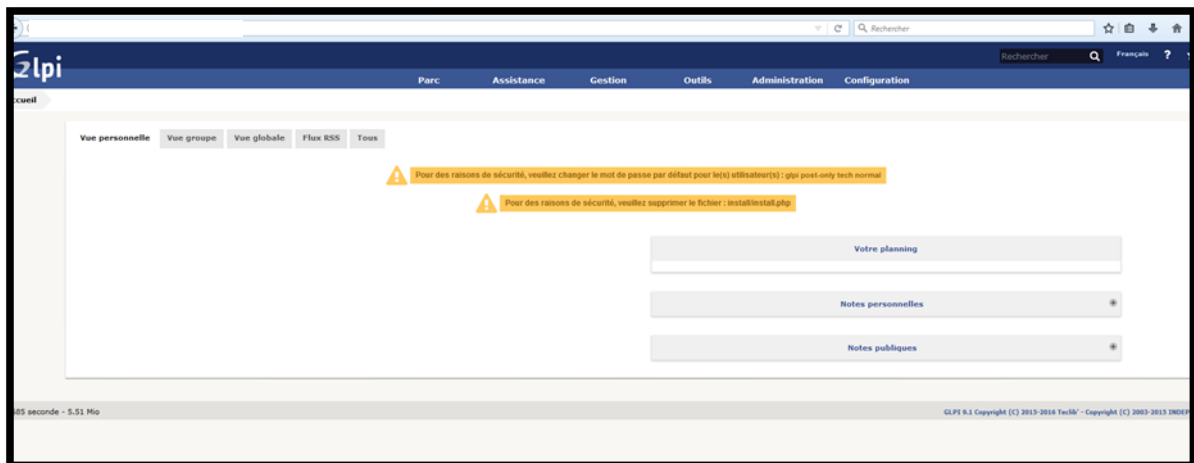 Rechercher
Glpi
Rechercher Français ?
Parc Assistance Gestion Outils Administration Configuration
ccueil
Vue personnelle Vue groupe Vue globale Flux RSS Tous
Pour des raisons de sécurité, veuillez changer le mot de passe par défaut pour le(s) utilisateur(s) : glpi post-only tech normal
Pour des raisons de sécurité, veuillez supprimer le fichier : install/install.php
Votre planning
Notes personnelles
Notes publiques
585 seconde - 5.51 Mio
GLPI 9.1 Copyright (C) 2015-2016 Teclib' - Copyright (C) 2003-2015 INDEP